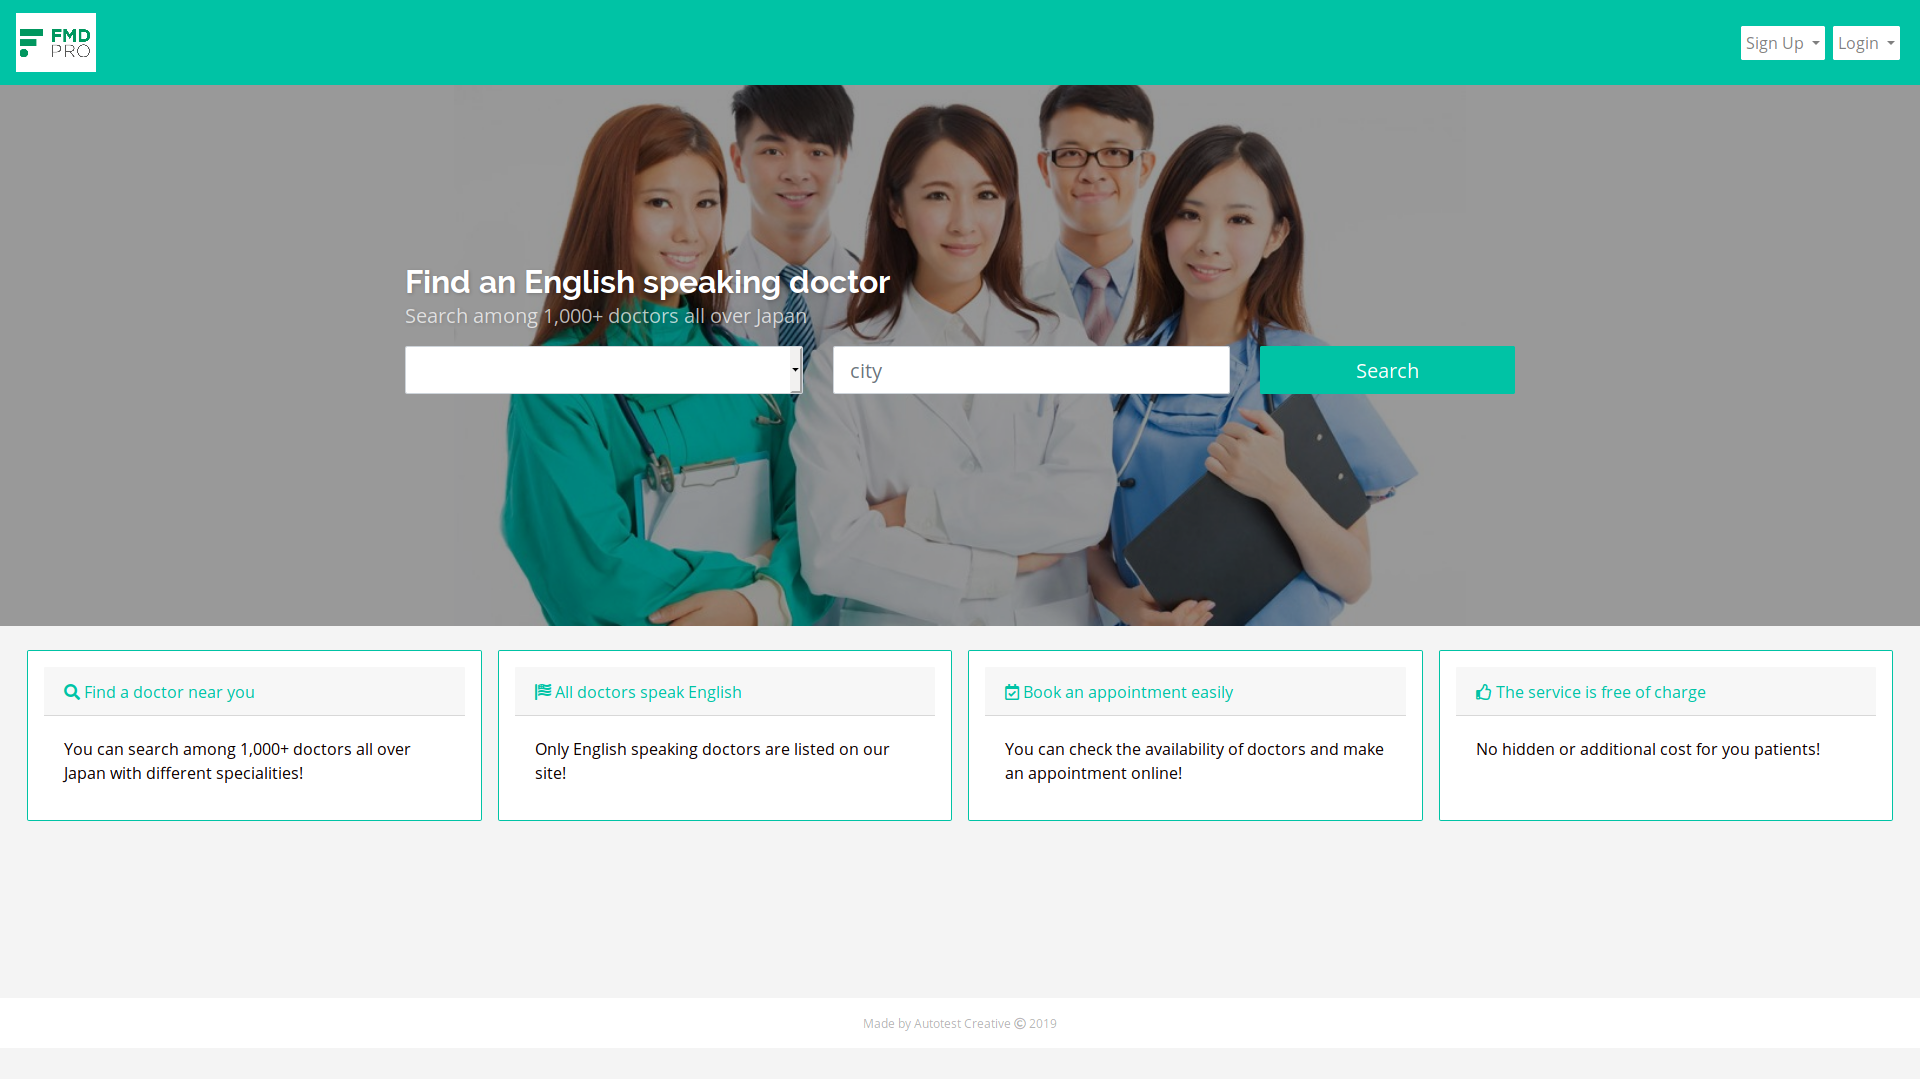 FMD
PRO
Sign Up
Login
Find an English speaking doctor
Search among 1,000+ doctors all over Japan
city
Search
Find a doctor near you
You can search among 1,000+ doctors all over
Japan with different specialities!
All doctors speak English
Only English speaking doctors are listed on our
site!
Book an appointment easily
You can check the availability of doctors and make
an appointment online!
The service is free of charge
No hidden or additional cost for you patients!
Made by Autotest Creative © 2019